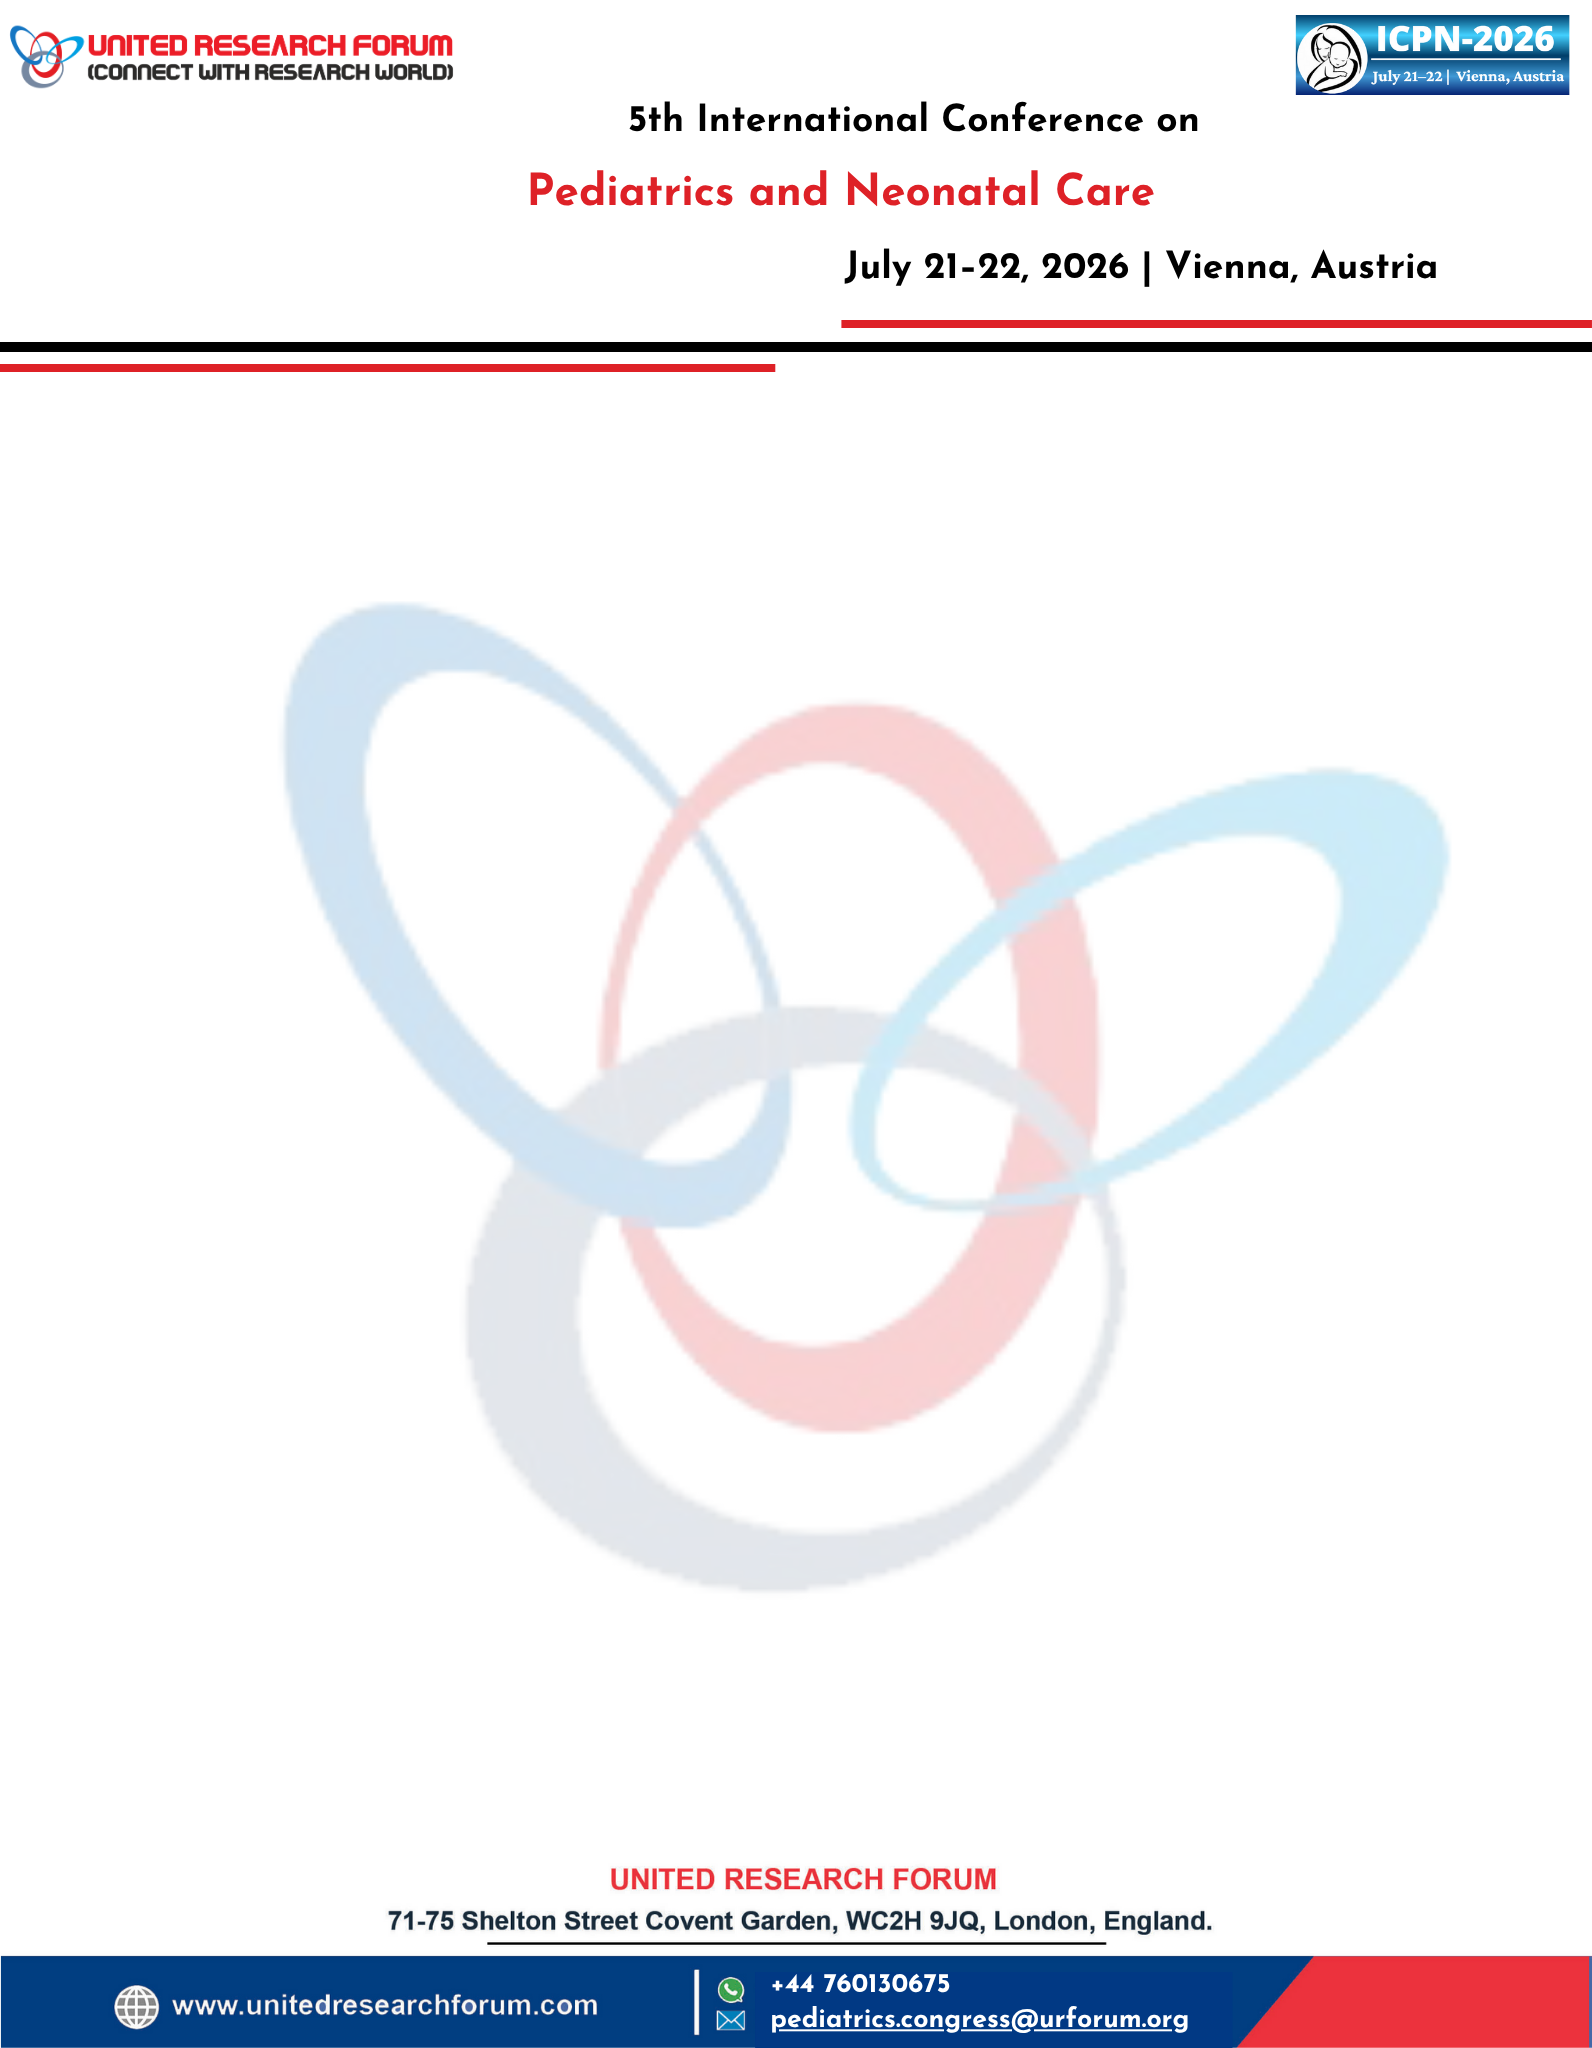 UNITED RESEARCH FORUM
(CONNECT WITH RESEARCH WORLD)
ICPN-2026
July 21–22 | Vienna, Austria
5th International Conference on
Pediatrics and Neonatal Care
July 21–22, 2026 | Vienna, Austria
UNITED RESEARCH FORUM
71-75 Shelton Street Covent Garden, WC2H 9JQ, London, England.
www.unitedresearchforum.com
+44 760130675
pediatrics.congress@urforum.org